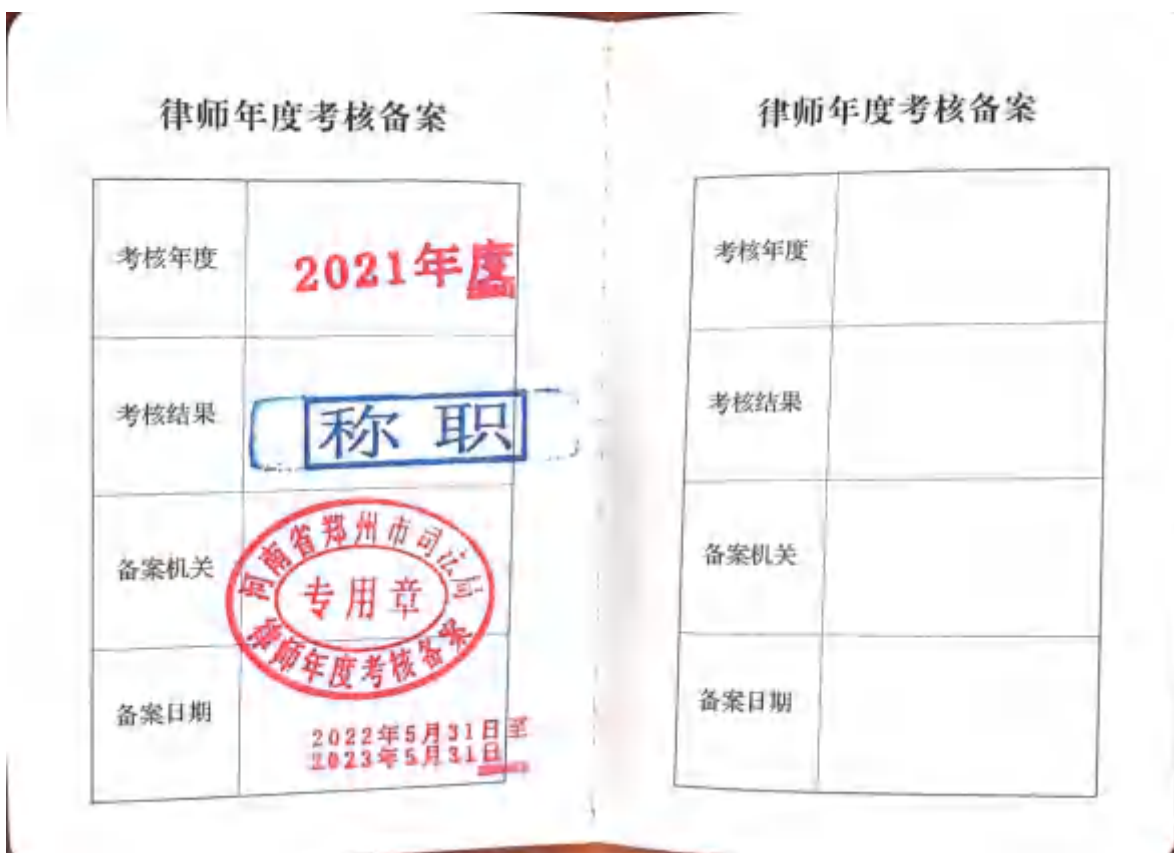 律师年度考核备案
考核年度
2021年度
考核结果
称职
备案机关
河南省郑州市司法局
专用章
律师年度考核备案
备案日期
2022年5月31日至
2023年5月31日
律师年度考核备案
考核年度
考核结果
备案机关
备案日期